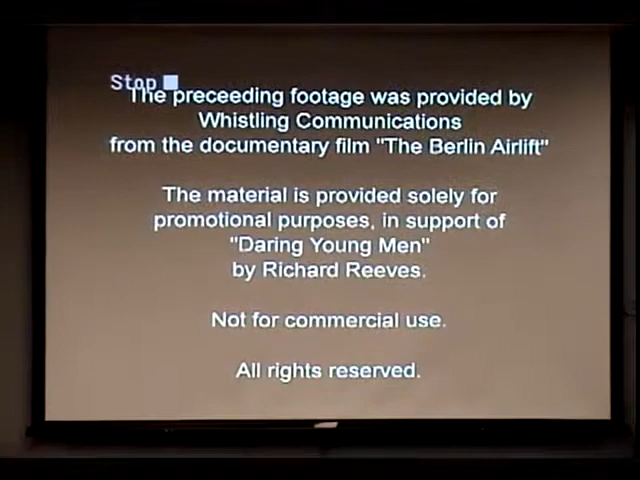 Stop
The preceeding footage was provided by
Whistling Communications
from the documentary film "The Berlin Airlift"
The material is provided solely for
promotional purposes, in support of
"Daring Young Men"
by Richard Reeves.
Not for commercial use.
All rights reserved.